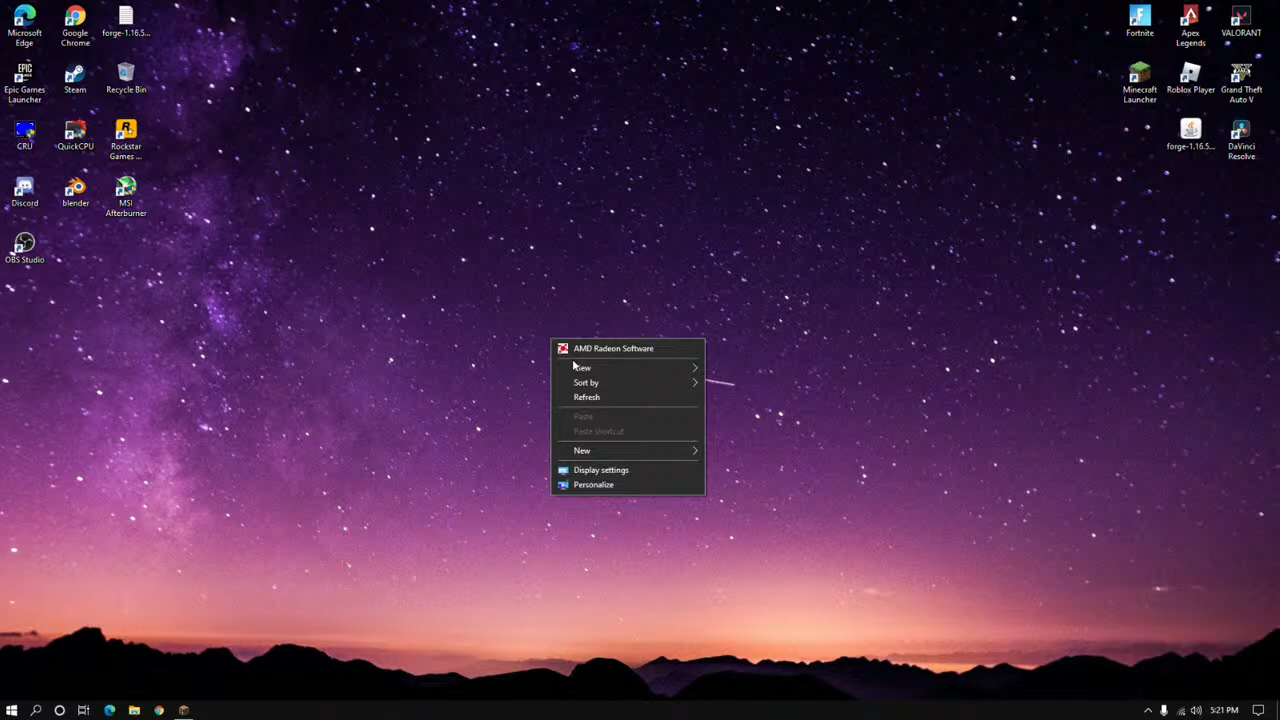 Microsoft
Edge
Google
Chrome
forge-1.16.5...
Epic Games
Launcher
Steam
Recycle Bin
CRU
QuickCPU
Rockstar
Games ...
Discord
blender
MSI
Afterburner
OBS Studio
Fortnite
Apex
Legends
VALORANT
Minecraft
Launcher
Roblox Player
Grand Theft
Auto V
forge-1.16.5...
DaVinci
Resolve
AMD Radeon Software
View
Sort by
Refresh
Paste
Paste shortcut
New
Display settings
Personalize
5:21 PM